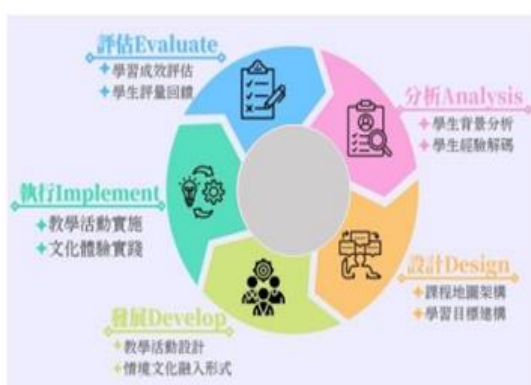 評估Evaluate
學習成效評估
學生評量回饋
分析Analysis
學生背景分析
學生經驗解碼
設計Design
課程地圖架構
學習目標建構
發展Develop
教學活動設計
情境文化融入形式
執行Implement
教學活動實施
文化體驗實踐